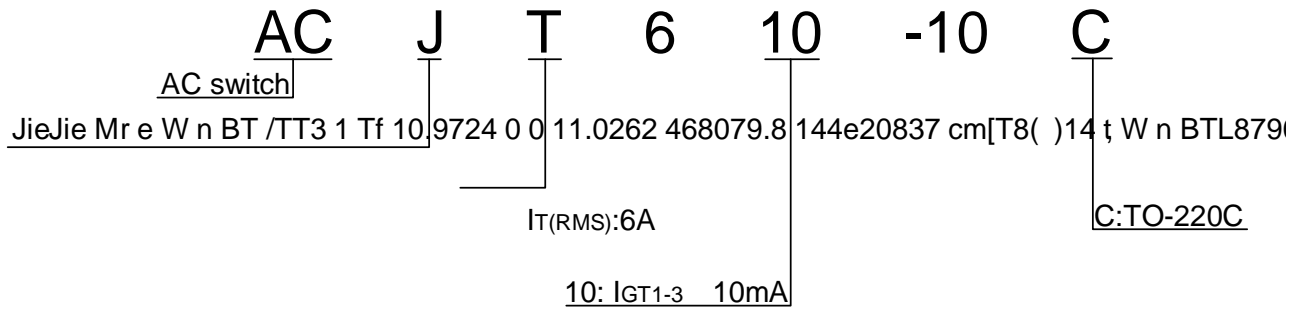 AC J T 6 10 -10 C
AC switch
JieJie Mr e W n BT /TT3 1 Tf 10.9724 0 0 11.0262 468079.8 144e20837 cm[T8( )14 t, W n BTL879
IT(RMS):6A
C:TO-220C
10: IGT1-3 10mA